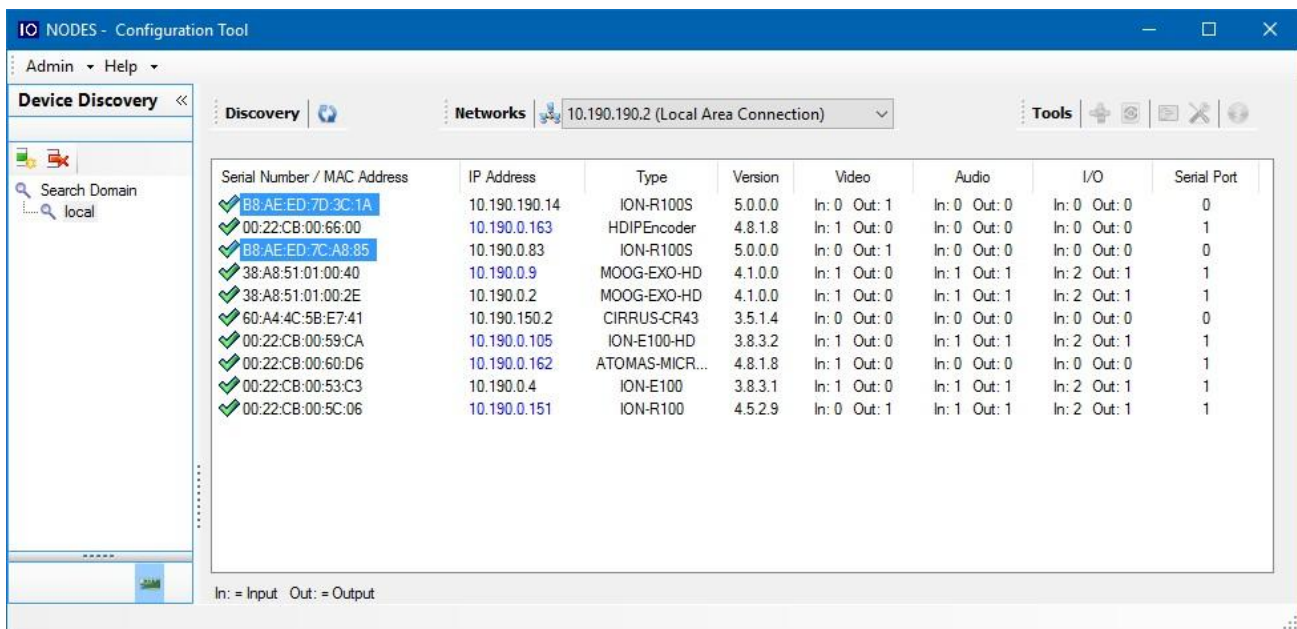 IO NODES - Configuration Tool
Admin Help
Device Discovery «
Discovery Networks 10.190.190.2 (Local Area Connection) Tools
Search Domain
local
Serial Number / MAC Address IP Address Type Version Video Audio I/O Serial Port
B8:AE:ED:7D:3C:1A 10.190.190.14 ION-R100S 5.0.0.0 In: 0 Out: 1 In: 0 Out: 0 In: 0 Out: 0 0
00:22:CB:00:66:00 10.190.0.163 HDIPEncoder 4.8.1.8 In: 1 Out: 0 In: 0 Out: 0 In: 0 Out: 0 1
B8:AE:ED:7C:A8:85 10.190.0.83 ION-R100S 5.0.0.0 In: 0 Out: 1 In: 0 Out: 0 In: 0 Out: 0 0
38:A8:51:01:00:40 10.190.0.9 MOOG-EXO-HD 4.1.0.0 In: 1 Out: 0 In: 1 Out: 1 In: 2 Out: 1 1
38:A8:51:01:00:2E 10.190.0.2 MOOG-EXO-HD 4.1.0.0 In: 1 Out: 0 In: 1 Out: 1 In: 2 Out: 1 1
60:A4:4C:5B:E7:41 10.190.150.2 CIRRUS-CR43 3.5.1.4 In: 0 Out: 0 In: 0 Out: 0 In: 0 Out: 0 0
00:22:CB:00:59:CA 10.190.0.105 ION-E100-HD 3.8.3.2 In: 1 Out: 0 In: 1 Out: 1 In: 2 Out: 1 1
00:22:CB:00:60:D6 10.190.0.162 ATOMAS-MICR... 4.8.1.8 In: 1 Out: 0 In: 0 Out: 0 In: 0 Out: 0 1
00:22:CB:00:53:C3 10.190.0.4 ION-E100 3.8.3.1 In: 1 Out: 0 In: 1 Out: 1 In: 2 Out: 1 1
00:22:CB:00:5C:06 10.190.0.151 ION-R100 4.5.2.9 In: 0 Out: 1 In: 1 Out: 1 In: 2 Out: 1 1
In: = Input Out: = Output